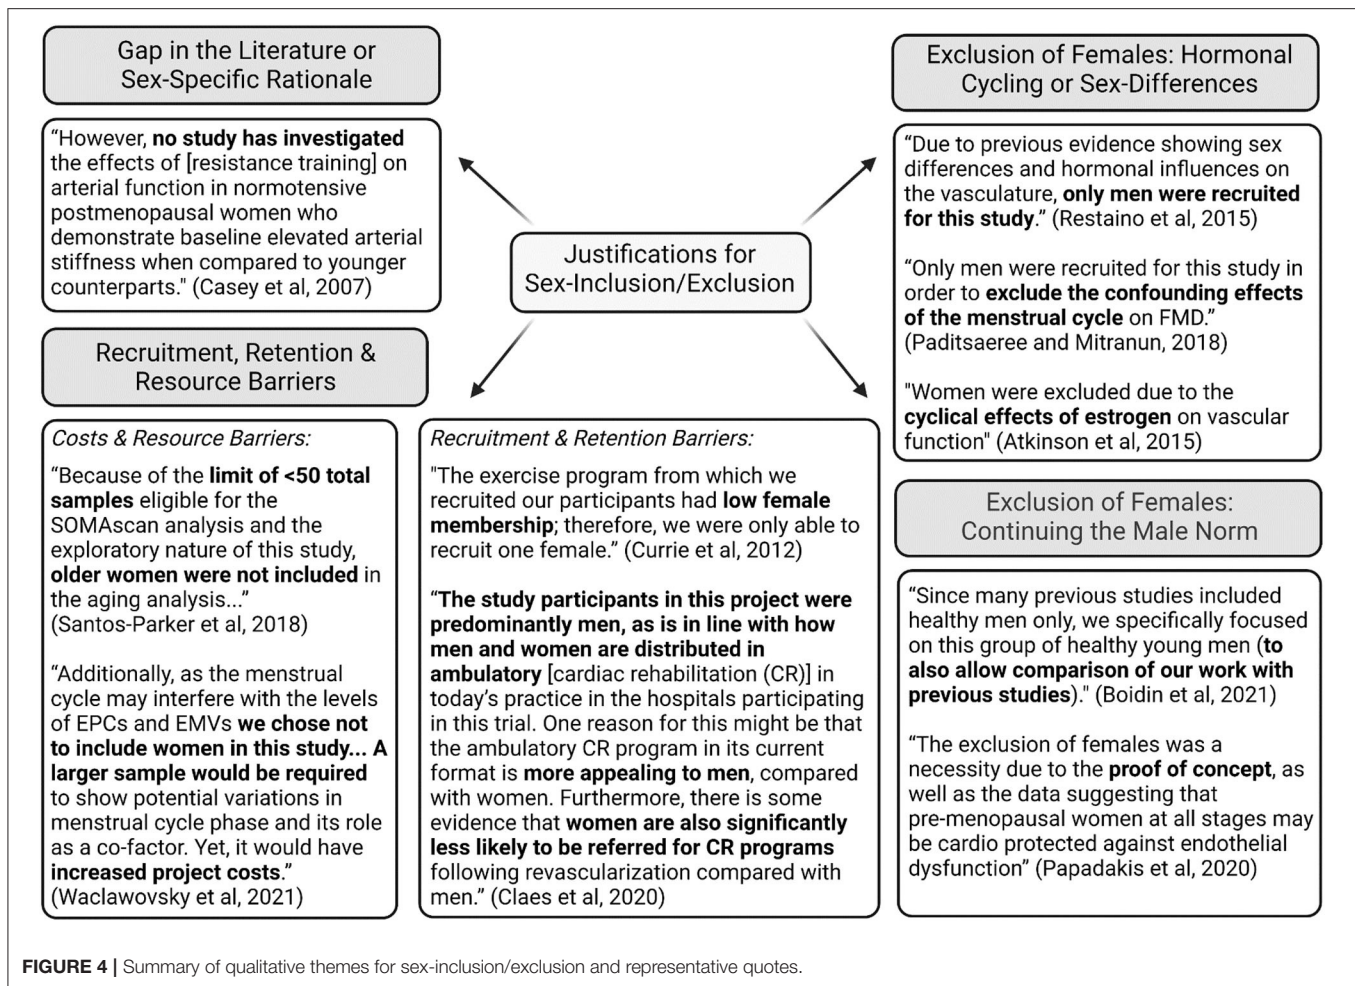 Gap in the Literature or
Sex-Specific Rationale
“However, no study has investigated
the effects of [resistance training] on
arterial function in normotensive
postmenopausal women who
demonstrate baseline elevated arterial
stiffness when compared to younger
counterparts." (Casey et al, 2007)
Justifications for
Sex-Inclusion/Exclusion
Exclusion of Females: Hormonal
Cycling or Sex-Differences
“Due to previous evidence showing sex
differences and hormonal influences on
the vasculature, only men were recruited
for this study.” (Restaino et al, 2015)
“Only men were recruited for this study in
order to exclude the confounding effects
of the menstrual cycle on FMD.”
(Paditsaeree and Mitranun, 2018)
"Women were excluded due to the
cyclical effects of estrogen on vascular
function" (Atkinson et al, 2015)
Recruitment, Retention &
Resource Barriers
Costs & Resource Barriers:
“Because of the limit of <50 total
samples eligible for the
SOMAscan analysis and the
exploratory nature of this study,
older women were not included in
the aging analysis...”
(Santos-Parker et al, 2018)
“Additionally, as the menstrual
cycle may interfere with the levels
of EPCs and EMVs we chose not
to include women in this study... A
larger sample would be required
to show potential variations in
menstrual cycle phase and its role
as a co-factor. Yet, it would have
increased project costs.”
(Waclawovsky et al, 2021)
Recruitment & Retention Barriers:
"The exercise program from which we
recruited our participants had low female
membership; therefore, we were only able to
recruit one female.” (Currie et al, 2012)
“The study participants in this project were
predominantly men, as is in line with how
men and women are distributed in
ambulatory [cardiac rehabilitation (CR)] in
today’s practice in the hospitals participating
in this trial. One reason for this might be that
the ambulatory CR program in its current
format is more appealing to men, compared
with women. Furthermore, there is some
evidence that women are also significantly
less likely to be referred for CR programs
following revascularization compared with
men.” (Claes et al, 2020)
Exclusion of Females:
Continuing the Male Norm
“Since many previous studies included
healthy men only, we specifically focused
on this group of healthy young men (to
also allow comparison of our work with
previous studies)." (Boidin et al, 2021)
“The exclusion of females was a
necessity due to the proof of concept, as
well as the data suggesting that
pre-menopausal women at all stages may
be cardio protected against endothelial
dysfunction” (Papadakis et al, 2020)
FIGURE 4 | Summary of qualitative themes for sex-inclusion/exclusion and representative quotes.